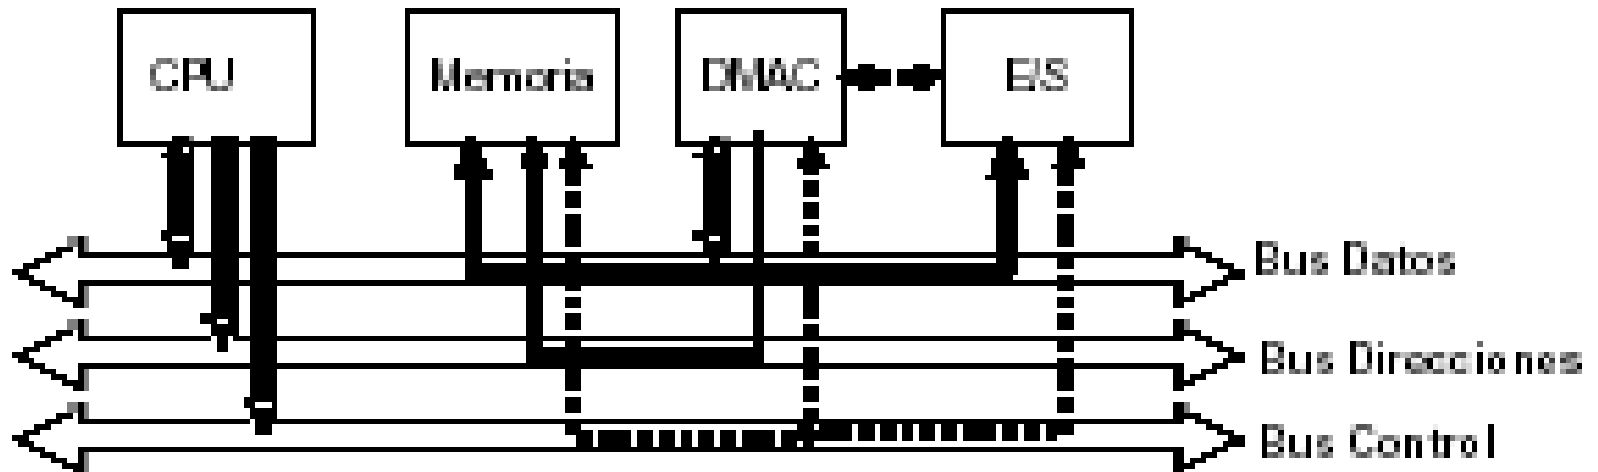 CPU
Memoria
DMAC
E/S
Bus Datos
Bus Direcciones
Bus Control